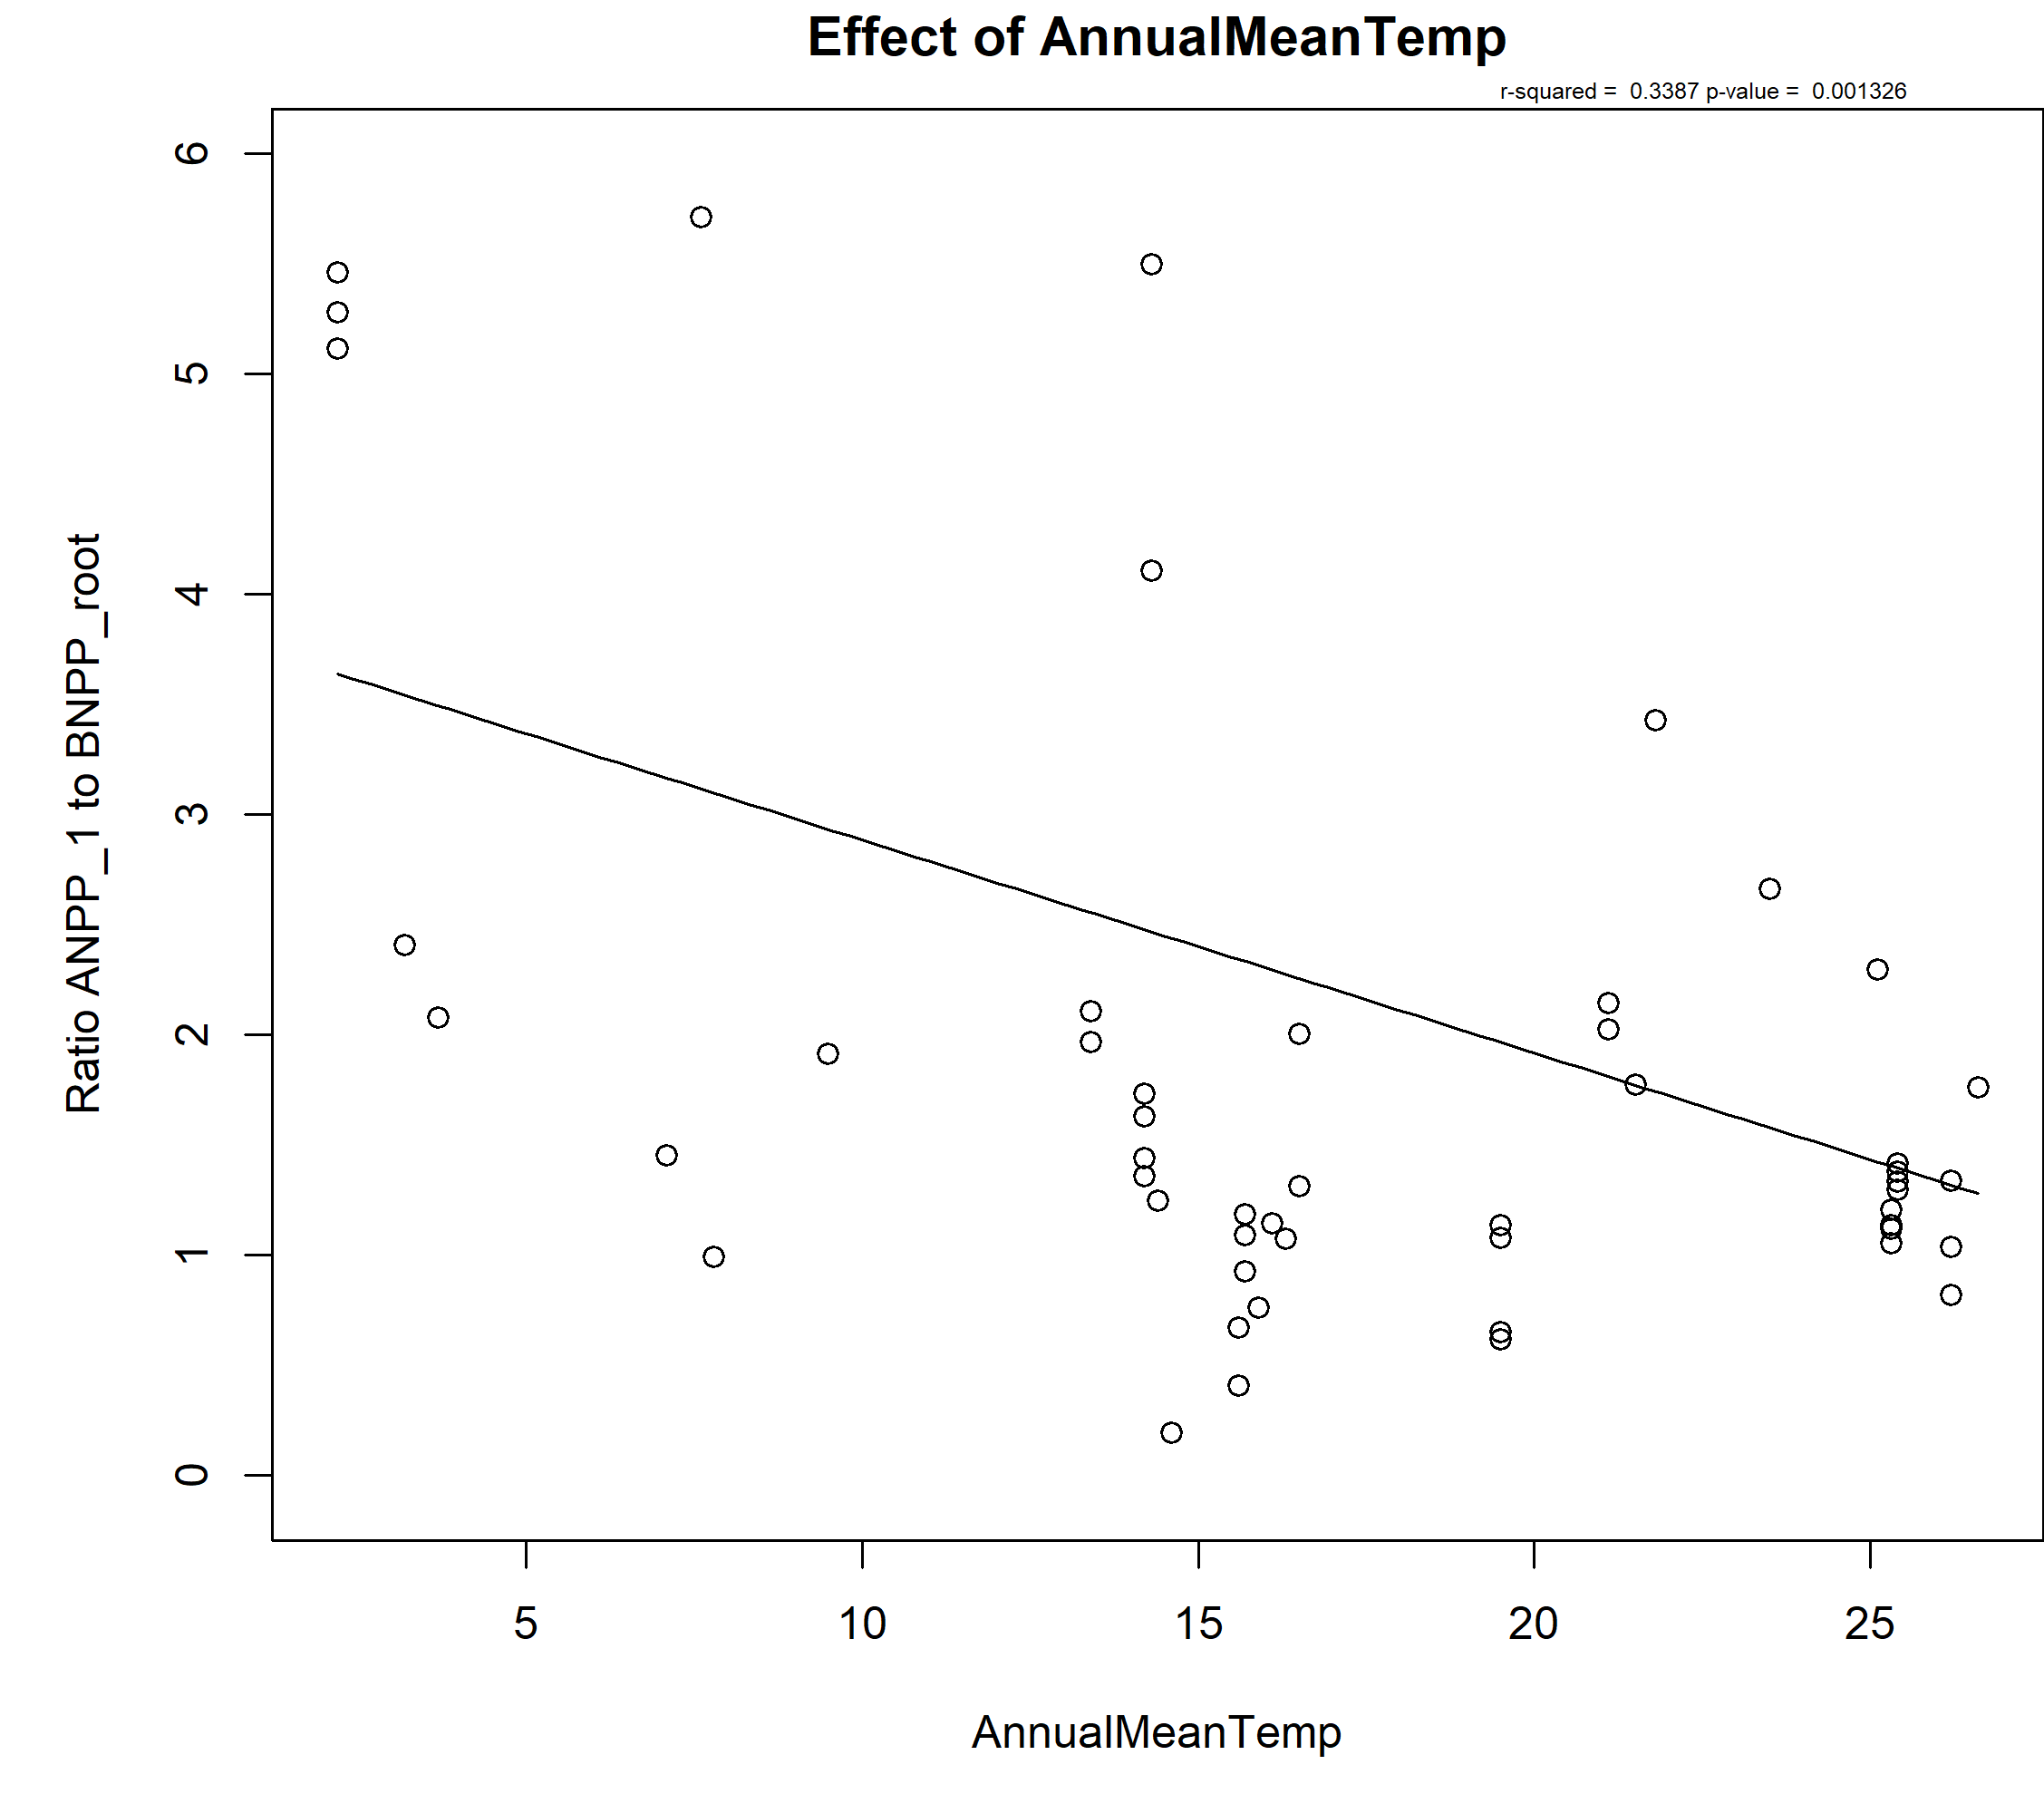 Effect of AnnualMeanTemp
r-squared =  0.3387 p-value =  0.001326
Ratio ANPP_1 to BNPP_root
6
5
4
3
2
1
0
5 10 15 20 25
AnnualMeanTemp